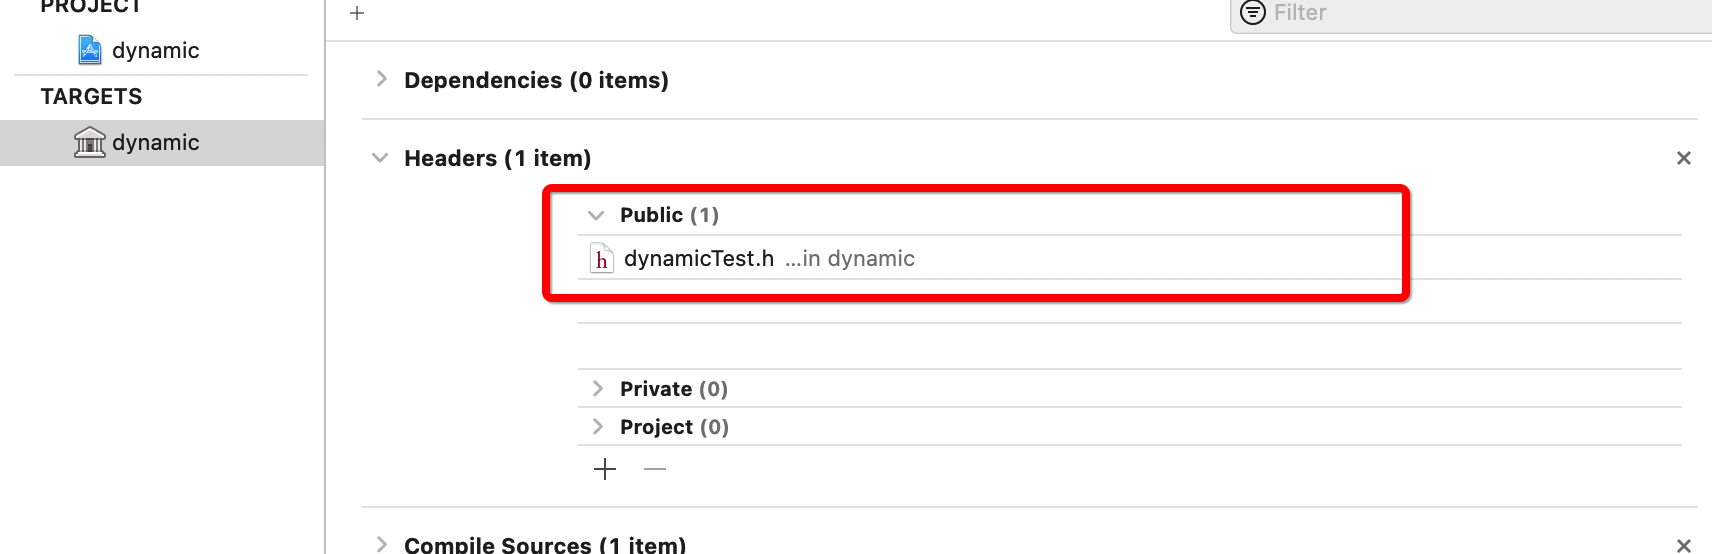 PROJECT
dynamic
TARGETS
dynamic
+
Filter
Dependencies (0 items)
Headers (1 item)
Public (1)
h dynamicTest.h ...in dynamic
Private (0)
Project (0)
+ —
Compile Sources (1 item)